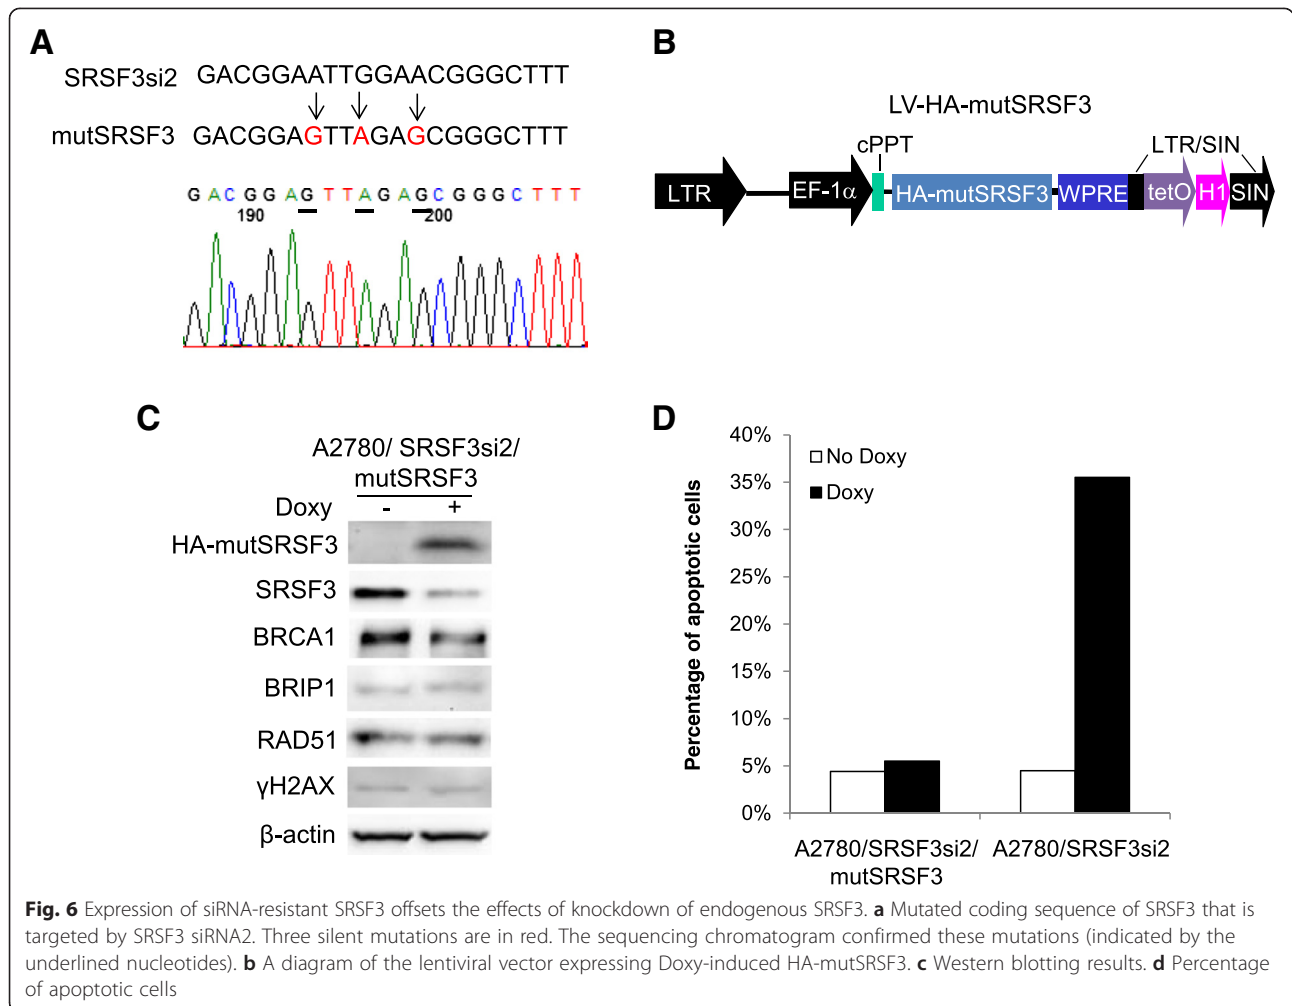 A
SRSF3si2 GACGGAATTGGAACGGGCTTT
mutSRSF3 GACGGAGTTAGAGCGGGCTTT
G A C G G A G T T A G A G C G G G C T T T
190 200
B
LV-HA-mutSRSF3
cPPT LTR/SIN
LTR EF-1α HA-mutSRSF3 WPRE tetO H1 SIN
C
A2780/ SRSF3si2/
mutSRSF3
Doxy - +
HA-mutSRSF3
SRSF3
BRCA1
BRIP1
RAD51
γH2AX
β-actin
D
Percentage of apoptotic cells
40%
35%
30%
25%
20%
15%
10%
5%
0%
No Doxy
Doxy
A2780/SRSF3si2/
mutSRSF3
A2780/SRSF3si2
Fig. 6 Expression of siRNA-resistant SRSF3 offsets the effects of knockdown of endogenous SRSF3. a Mutated coding sequence of SRSF3 that is
targeted by SRSF3 siRNA2. Three silent mutations are in red. The sequencing chromatogram confirmed these mutations (indicated by the
underlined nucleotides). b A diagram of the lentiviral vector expressing Doxy-induced HA-mutSRSF3. c Western blotting results. d Percentage
of apoptotic cells